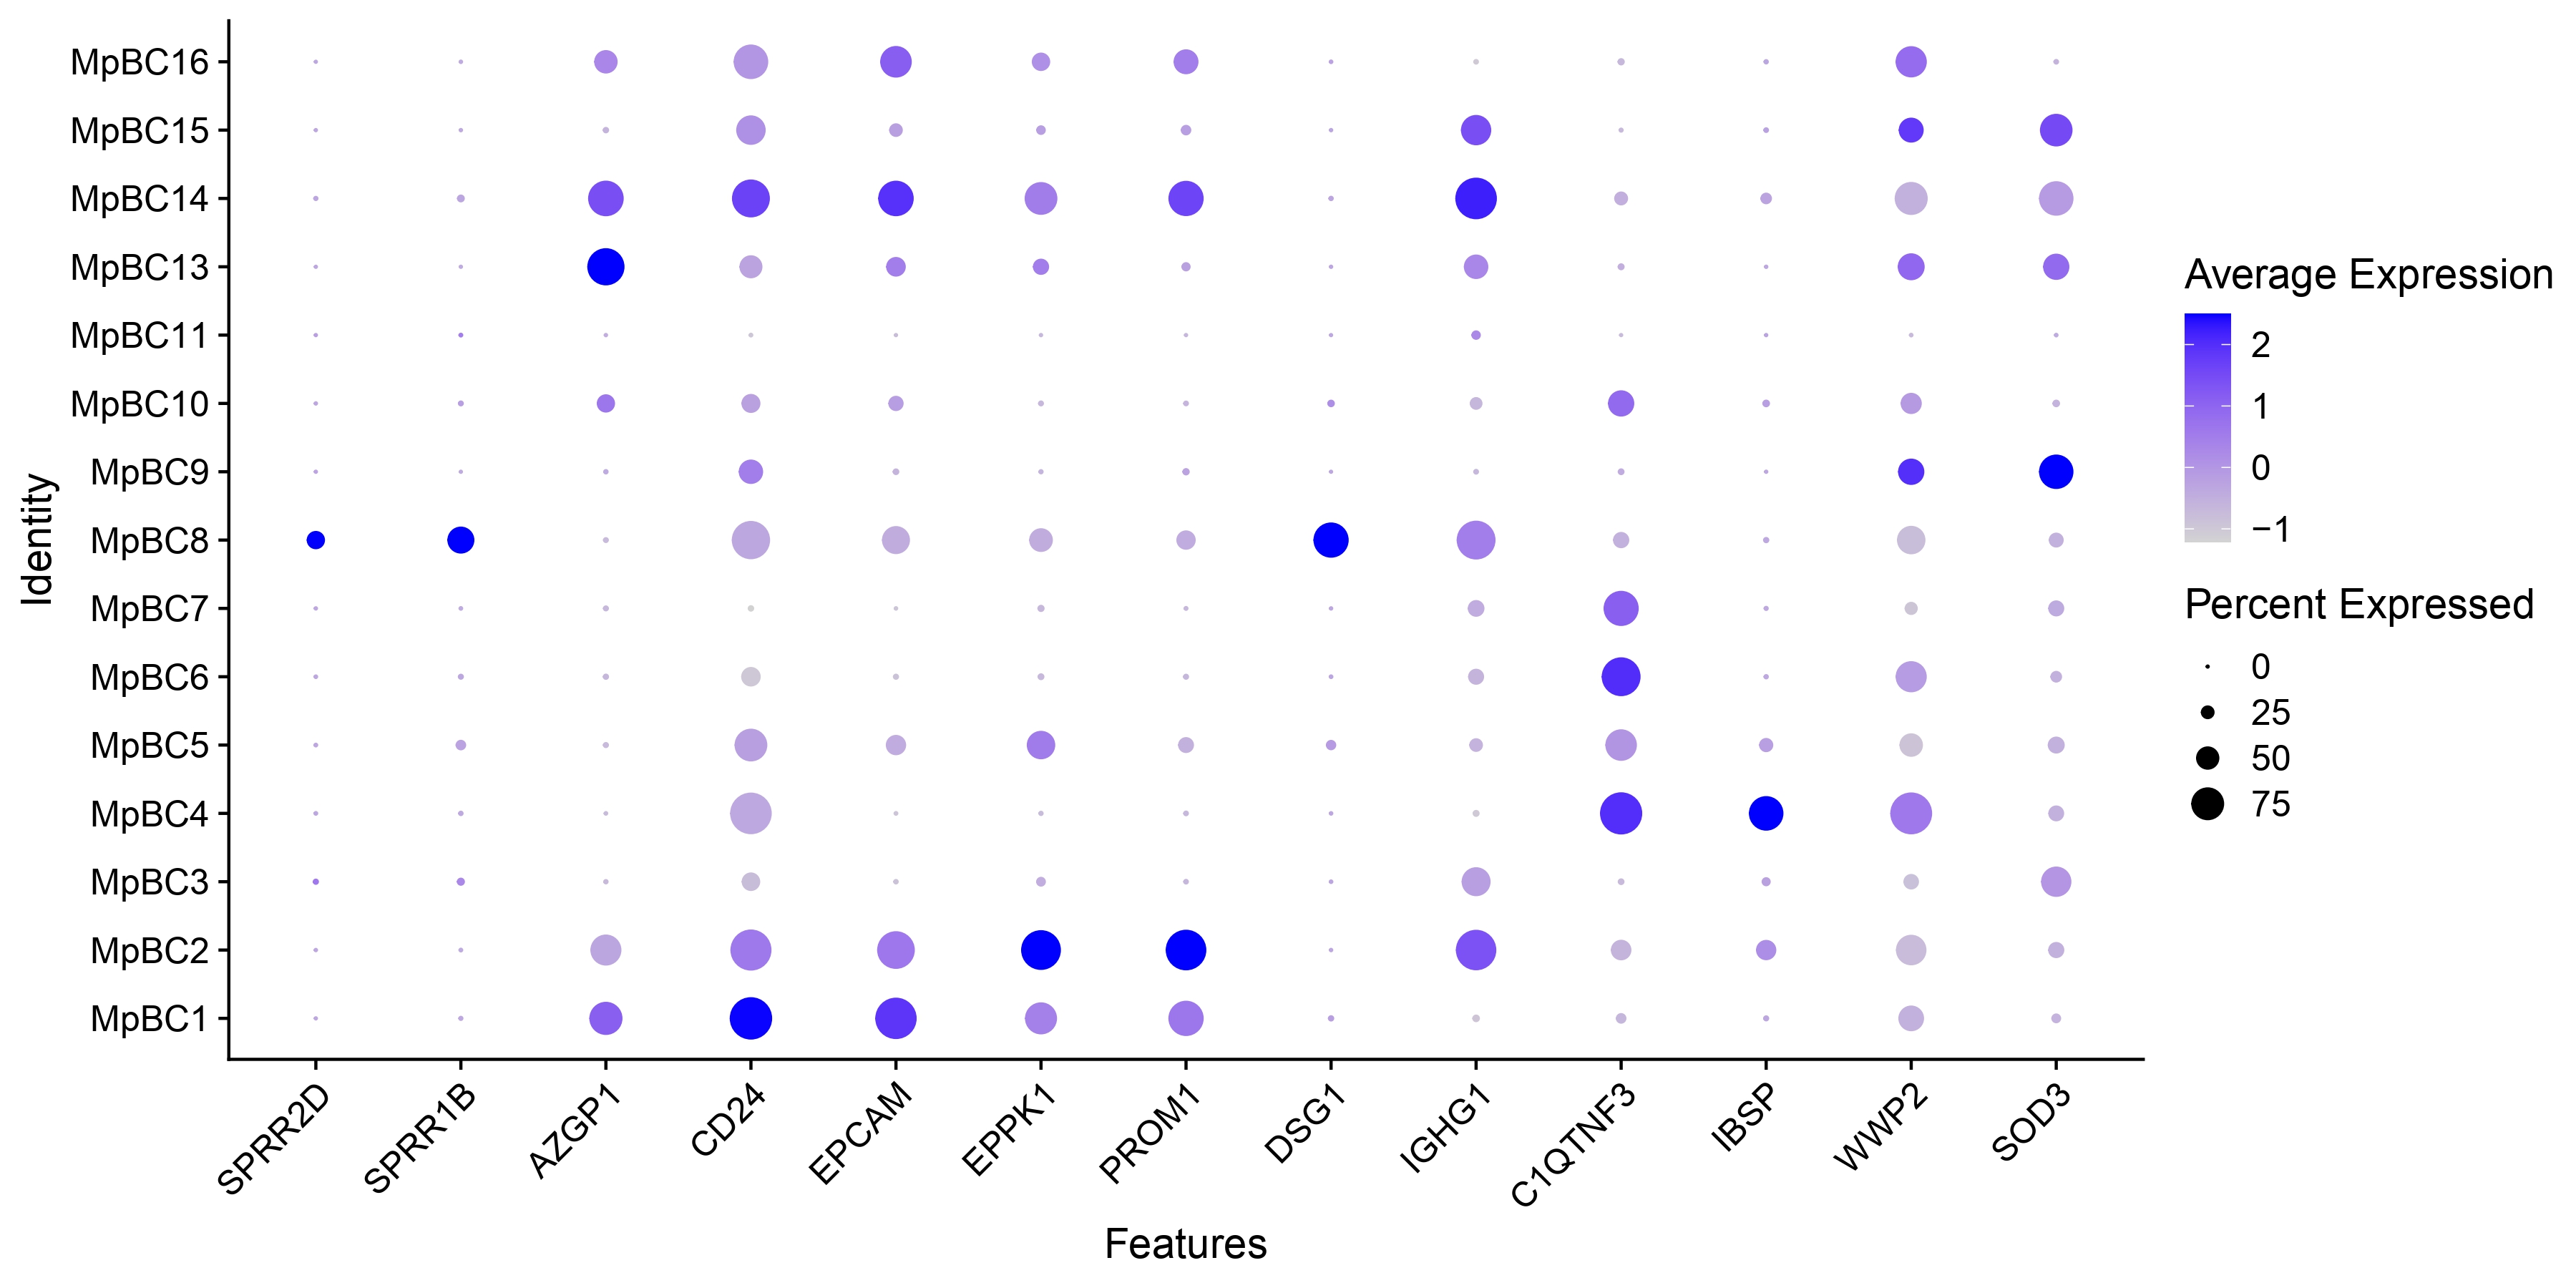 MpBC16
MpBC15
MpBC14
MpBC13
MpBC11
MpBC10
MpBC9
MpBC8
MpBC7
MpBC6
MpBC5
MpBC4
MpBC3
MpBC2
MpBC1
Identity
SPRR2D
SPRR1B
AZGP1
CD24
EPCAM
EPPK1
PROM1
DSG1
IGHG1
C1QTNF3
IBSP
WWP2
SOD3
Features
Average Expression
2
1
0
−1
Percent Expressed
0
25
50
75